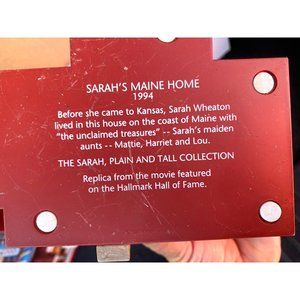 SARAH'S MAINE HOME
1994
Before she came to Kansas, Sarah Wheaton
lived in this house on the coast of Maine with
"the unclaimed treasures" -- Sarah's maiden
aunts -- Mattie, Harriet and Lou.
THE SARAH, PLAIN AND TALL COLLECTION
Replica from the movie featured
on the Hallmark Hall of Fame.